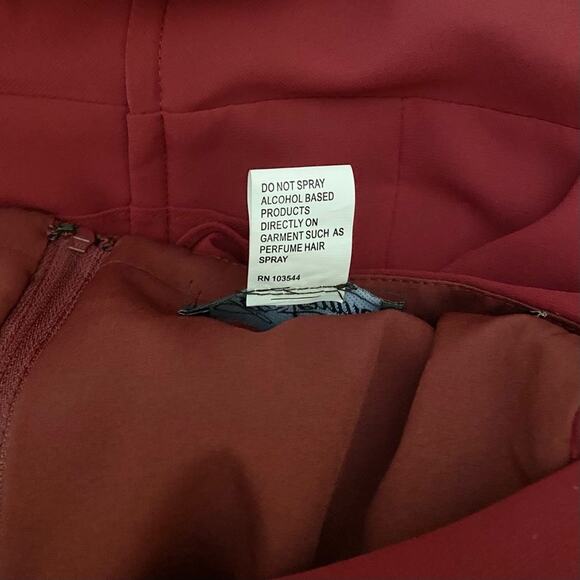 DO NOT SPRAY
ALCOHOL BASED
PRODUCTS
DIRECTLY ON
GARMENT SUCH AS
PERFUME HAIR
SPRAY
RN 103544